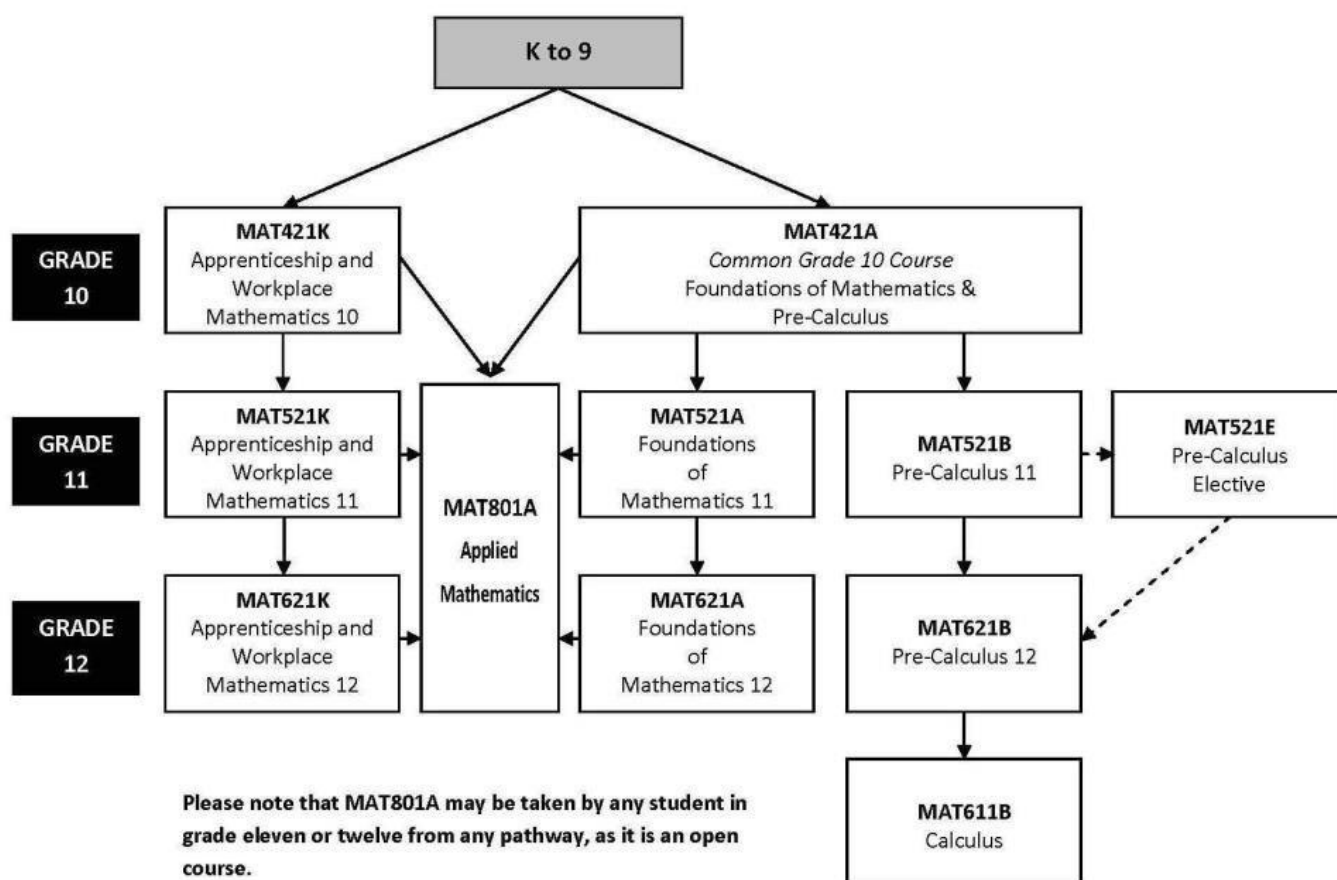 K to 9
GRADE
10
MAT421K
Apprenticeship and
Workplace
Mathematics 10
MAT421A
Common Grade 10 Course
Foundations of Mathematics &
Pre-Calculus
GRADE
11
MAT521K
Apprenticeship and
Workplace
Mathematics 11
MAT801A
Applied
Mathematics
MAT521A
Foundations
of
Mathematics 11
MAT521B
Pre-Calculus 11
MAT521E
Pre-Calculus
Elective
GRADE
12
MAT621K
Apprenticeship and
Workplace
Mathematics 12
MAT621A
Foundations
of
Mathematics 12
MAT621B
Pre-Calculus 12
MAT611B
Calculus
Please note that MAT801A may be taken by any student in
grade eleven or twelve from any pathway, as it is an open
course.